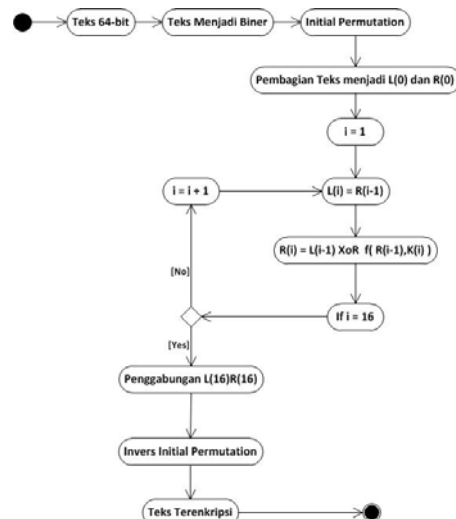 Teks 64-bit
Teks Menjadi Biner
Initial Permutation
Pembagian Teks menjadi L(0) dan R(0)
i = 1
i = i + 1
L(i) = R(i-1)
R(i) = L(i-1) XoR f( R(i-1),K(i) )
[No]
If i = 16
[Yes]
Penggabungan L(16)R(16)
Invers Initial Permutation
Teks Terenkripsi